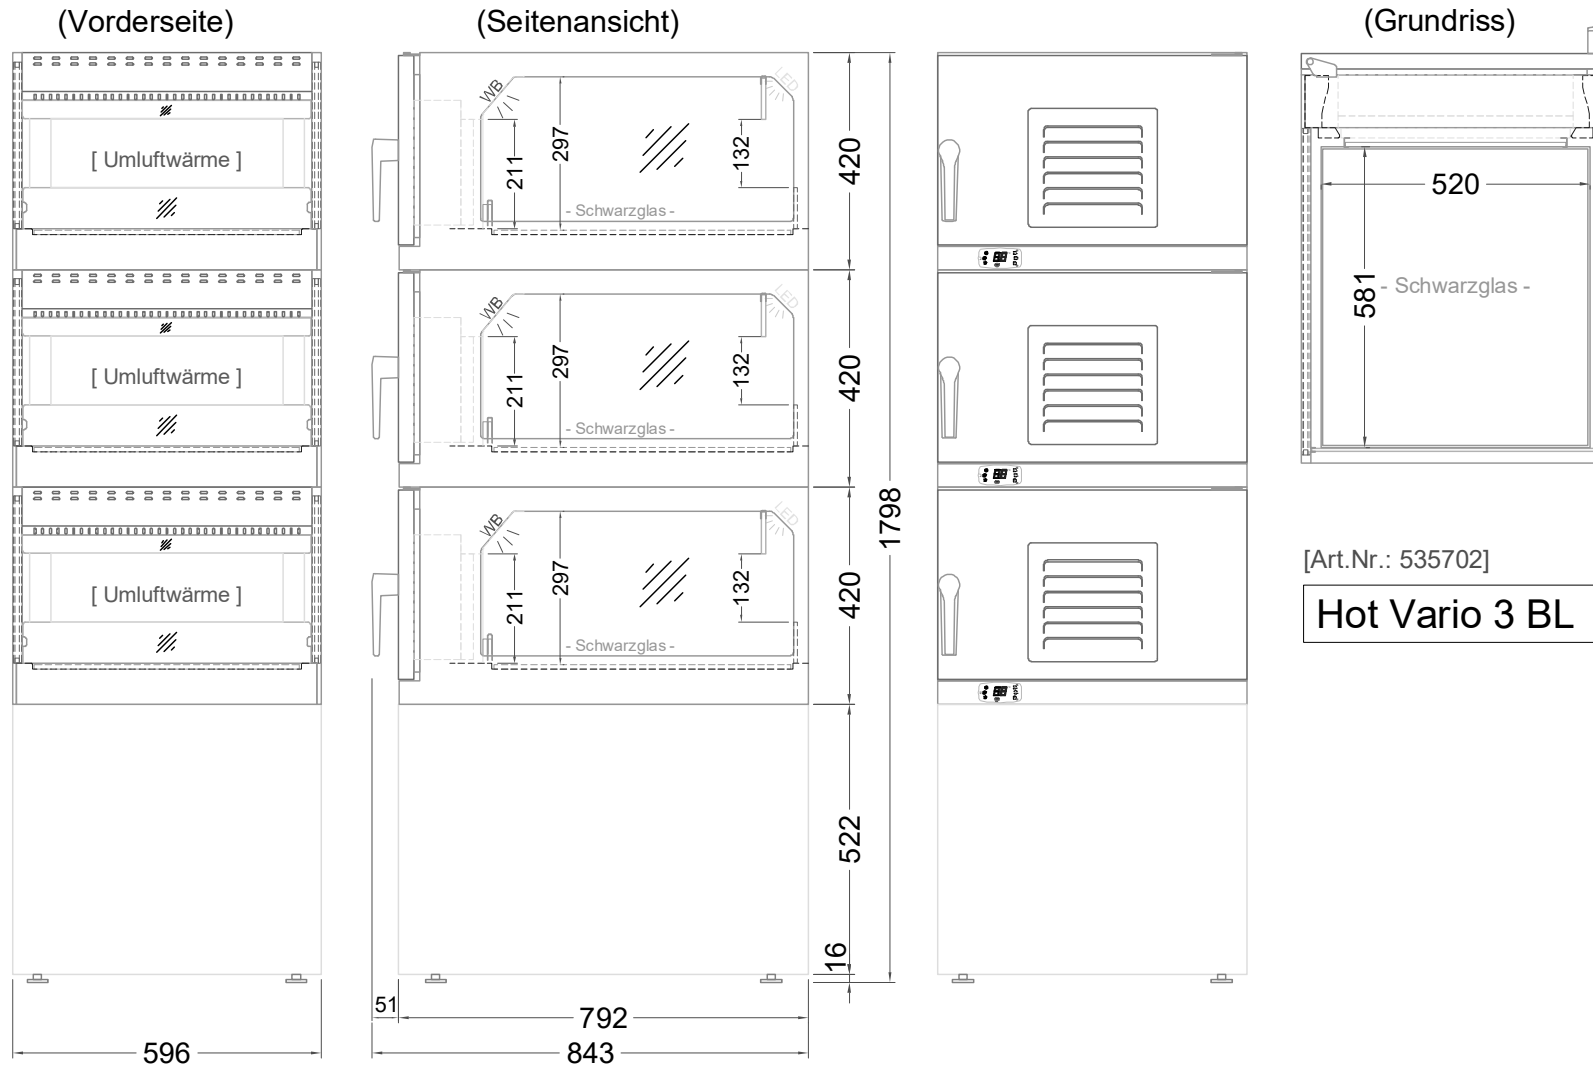 (Vorderseite)
(Seitenansicht)
(Grundriss)
[ Umluftwärme ]
WB
LED
297
211
132
- Schwarzglas -
420
520
581
- Schwarzglas -
[ Umluftwärme ]
WB
LED
297
211
132
- Schwarzglas -
420
[ Umluftwärme ]
WB
LED
297
211
132
- Schwarzglas -
420
1798
[Art.Nr.: 535702]
Hot Vario 3 BL
522
16
51
792
596
843